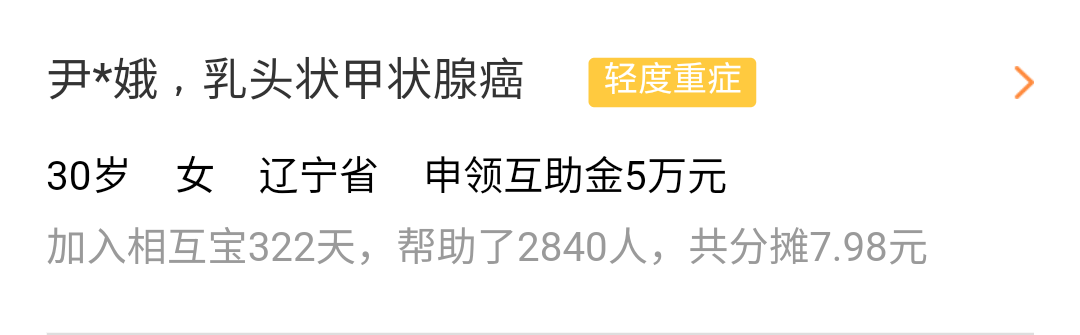 尹*娥，乳头状甲状腺癌 轻度重症
30岁 女 辽宁省 申领互助金5万元
加入相互宝322天，帮助了2840人，共分摊7.98元